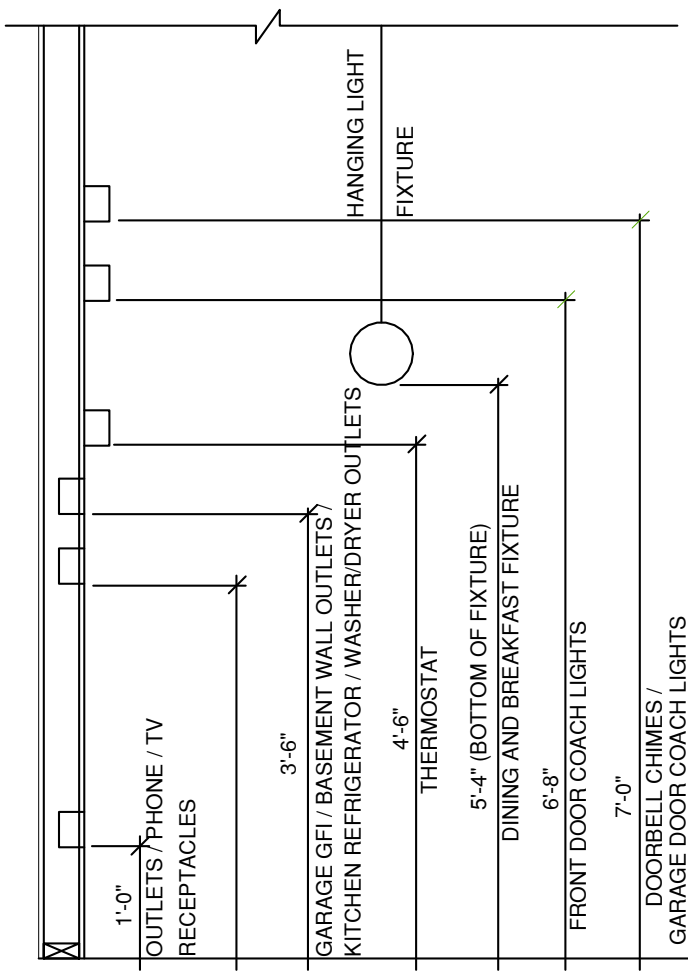 HANGING LIGHT
FIXTURE
1'-0"
OUTLETS / PHONE / TV
RECEPTACLES
3'-6"
GARAGE GFI / BASEMENT WALL OUTLETS /
KITCHEN REFRIGERATOR / WASHER/DRYER OUTLETS
4'-6"
THERMOSTAT
5'-4" (BOTTOM OF FIXTURE)
DINING AND BREAKFAST FIXTURE
6'-8"
FRONT DOOR COACH LIGHTS
7'-0"
DOORBELL CHIMES /
GARAGE DOOR COACH LIGHTS